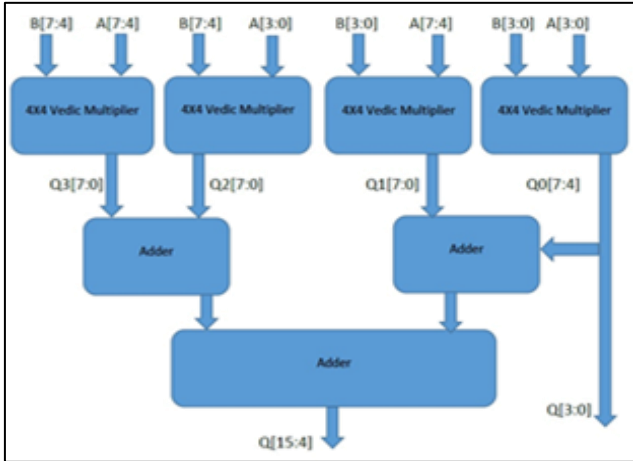 B[7:4] A[7:4] B[7:4] A[3:0] B[3:0] A[7:4] B[3:0] A[3:0]
4X4 Vedic Multiplier 4X4 Vedic Multiplier 4X4 Vedic Multiplier 4X4 Vedic Multiplier
Q3[7:0] Q2[7:0] Q1[7:0] Q0[7:4]
Adder Adder
Adder
Q[3:0]
Q[15:4]